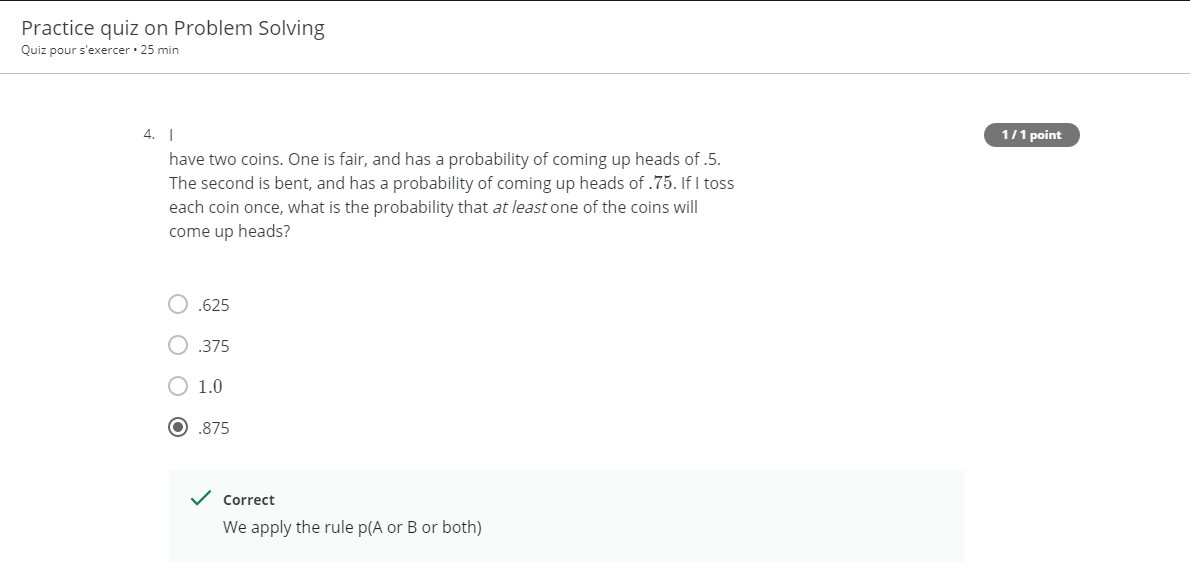 Practice quiz on Problem Solving
Quiz pour s'exercer • 25 min
4. I
1 / 1 point
have two coins. One is fair, and has a probability of coming up heads of .5.
The second is bent, and has a probability of coming up heads of .75. If I toss
each coin once, what is the probability that at least one of the coins will
come up heads?
.625
.375
1.0
.875
Correct
We apply the rule p(A or B or both)